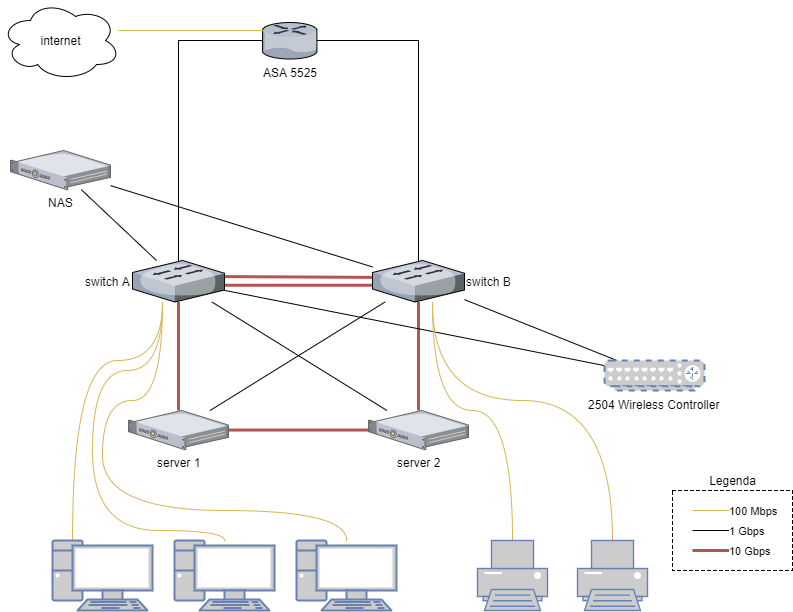 internet
ASA 5525
NAS
switch A
switch B
2504 Wireless Controller
server 1
server 2
Legenda
100 Mbps
1 Gbps
10 Gbps